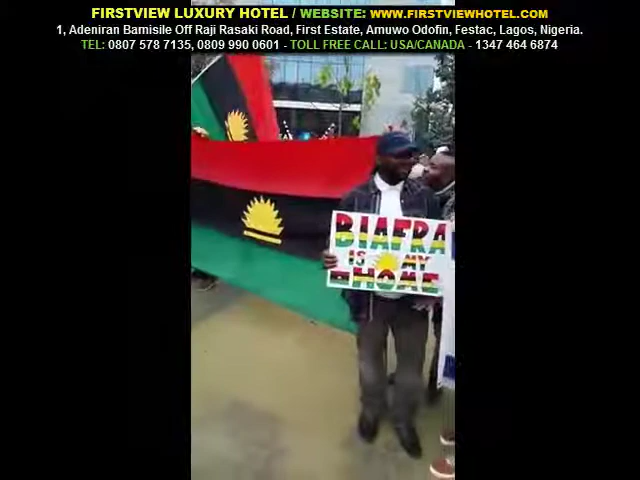 FIRSTVIEW LUXURY HOTEL / WEBSITE: WWW.FIRSTVIEWHOTEL.COM
1, Adeniran Bamisile Off Raji Rasaki Road, First Estate, Amuwo Odofin, Festac, Lagos, Nigeria.
TEL: 0807 578 7135, 0809 990 0601 - TOLL FREE CALL: USA/CANADA - 1347 464 6874
BIAFRA
IS MY
HOME